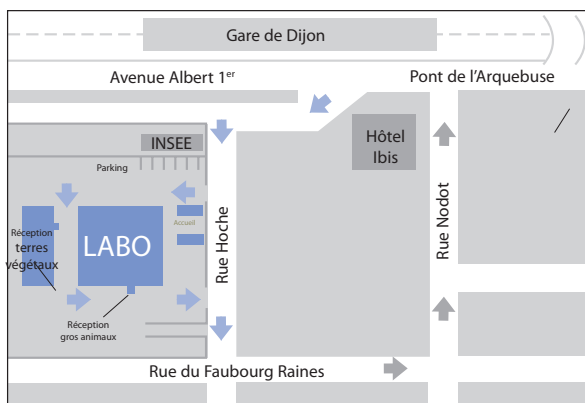 Gare de Dijon
Avenue Albert 1er
Pont de l'Arquebuse
INSEE
Hôtel
Ibis
Parking
Rue Hoche
Rue Nodot
Accueil
Réception
terres
végétaux
LABO
Réception
gros animaux
Rue du Faubourg Raines